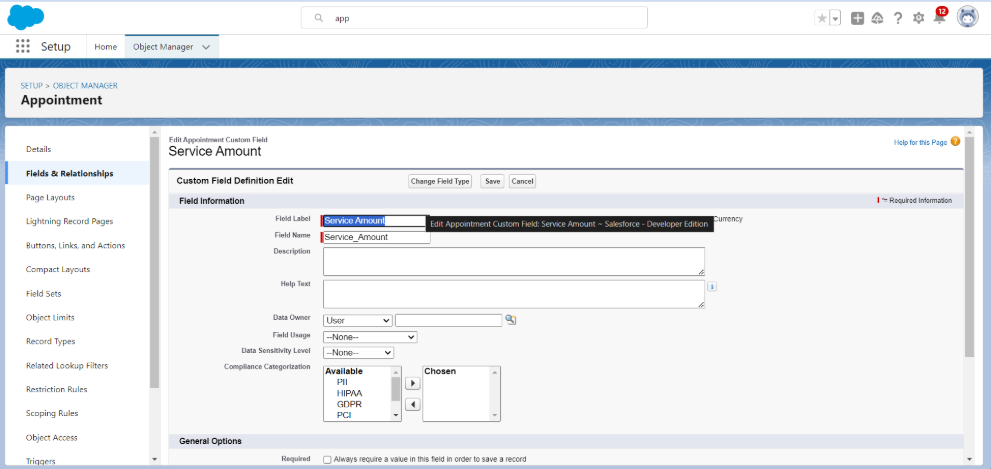 app
12
Setup
Home
Object Manager
SETUP > OBJECT MANAGER
Appointment
Details
Fields & Relationships
Page Layouts
Lightning Record Pages
Buttons, Links, and Actions
Compact Layouts
Field Sets
Object Limits
Record Types
Related Lookup Filters
Restriction Rules
Scoping Rules
Object Access
Triggers
Edit Appointment Custom Field
Service Amount
Help for this Page ?
Custom Field Definition Edit
Change Field Type
Save
Cancel
Field Information
= Required Information
Field Label Service Amount
Edit Appointment Custom Field: Service Amount ~ Salesforce - Developer Edition
Currency
Field Name Service_Amount
Description
Help Text
i
Data Owner User
Field Usage --None--
Data Sensitivity Level --None--
Compliance Categorization
Available
PII
HIPAA
GDPR
PCI
Chosen
General Options
Required Always require a value in this field in order to save a record